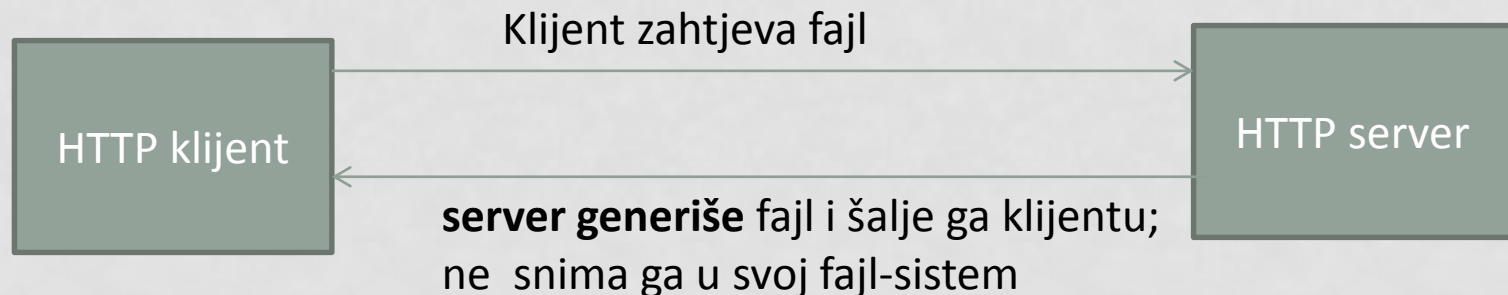 Klijent zahtjeva fajl
HTTP klijent
HTTP server
server generiše fajl i šalje ga klijentu;
ne snima ga u svoj fajl-sistem